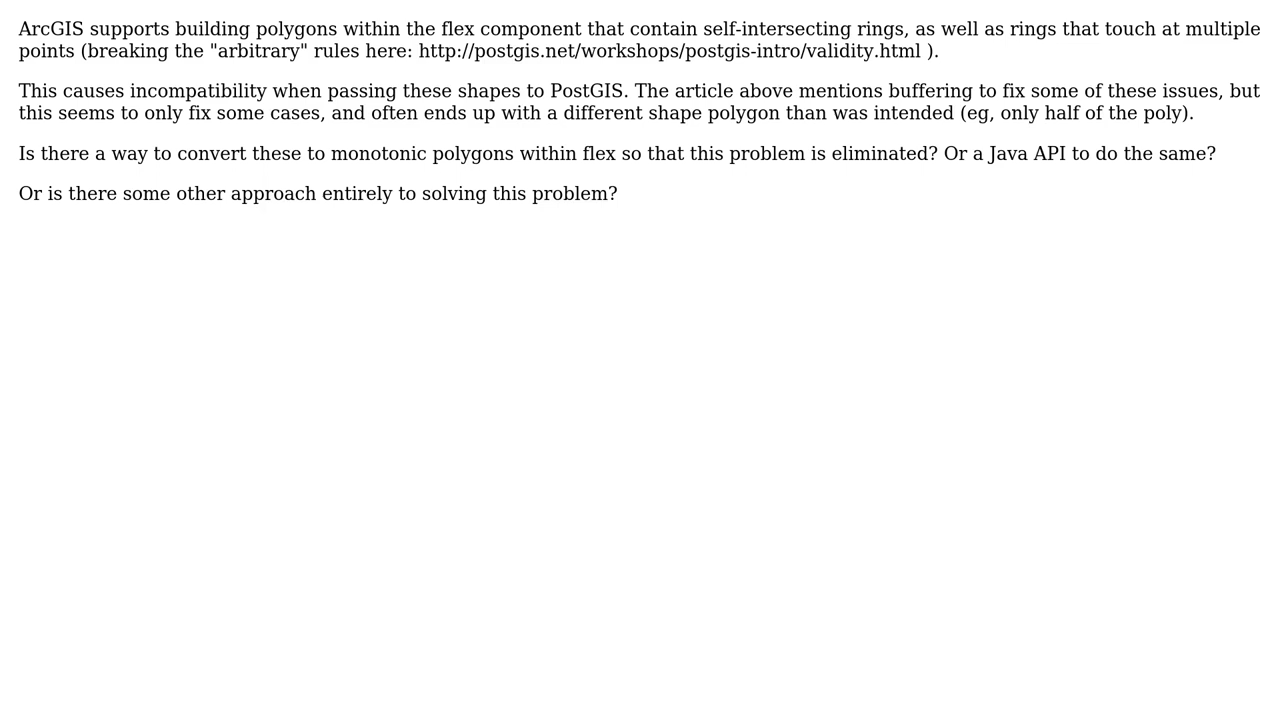 ArcGIS supports building polygons within the flex component that contain self-intersecting rings, as well as rings that touch at multiple
points (breaking the "arbitrary" rules here: http://postgis.net/workshops/postgis-intro/validity.html ).
This causes incompatibility when passing these shapes to PostGIS. The article above mentions buffering to fix some of these issues, but
this seems to only fix some cases, and often ends up with a different shape polygon than was intended (eg, only half of the poly).
Is there a way to convert these to monotonic polygons within flex so that this problem is eliminated? Or a Java API to do the same?
Or is there some other approach entirely to solving this problem?